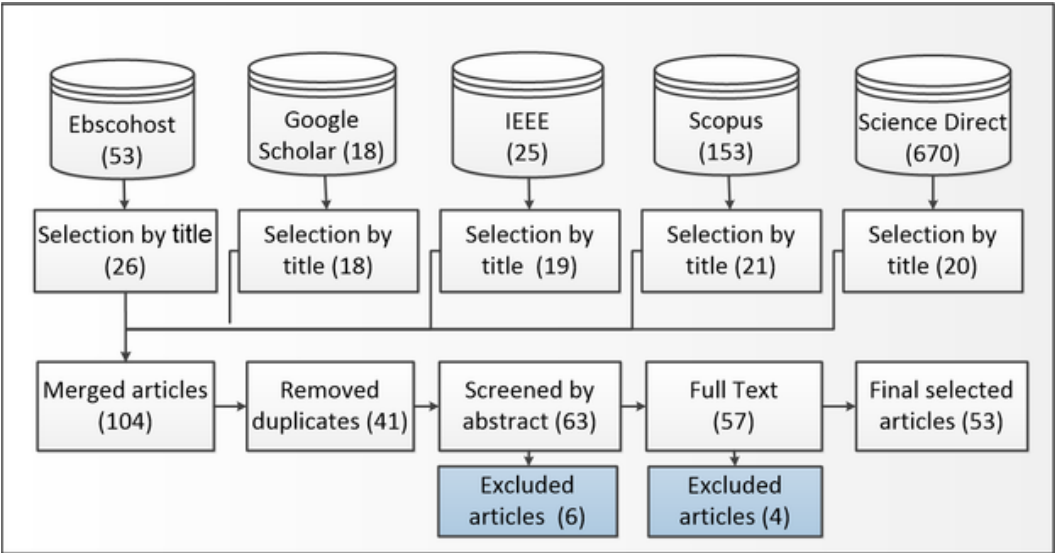 Ebscohost
(53)
Google
Scholar (18)
IEEE
(25)
Scopus
(153)
Science Direct
(670)
Selection by title
(26)
Selection by
title (18)
Selection by
title (19)
Selection by
title (21)
Selection by
title (20)
Merged articles
(104)
Removed
duplicates (41)
Screened by
abstract (63)
Full Text
(57)
Final selected
articles (53)
Excluded
articles (6)
Excluded
articles (4)